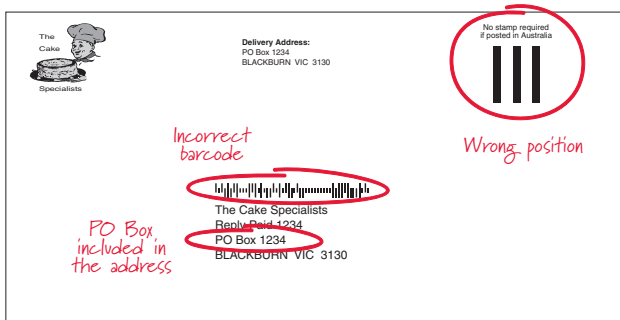 The
Cake
Specialists
Delivery Address:
PO Box 1234
BLACKBURN VIC 3130
No stamp required
if posted in Australia
Incorrect
barcode
Wrong position
The Cake Specialists
Reply Paid 1234
PO Box 1234
BLACKBURN VIC 3130
PO Box
included in
the address